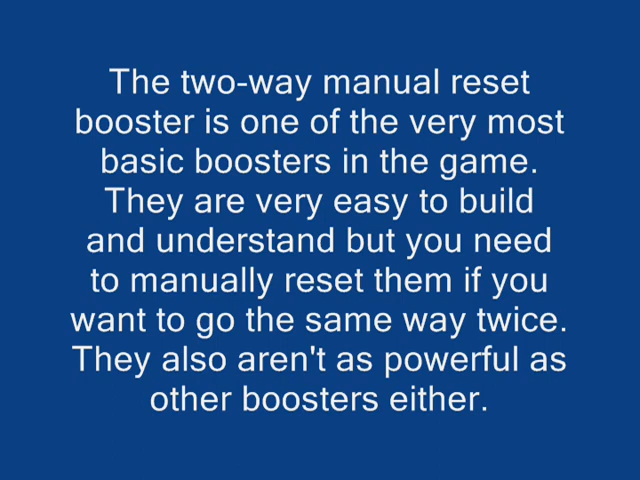 The two-way manual reset
booster is one of the very most
basic boosters in the game.
They are very easy to build
and understand but you need
to manually reset them if you
want to go the same way twice.
They also aren't as powerful as
other boosters either.